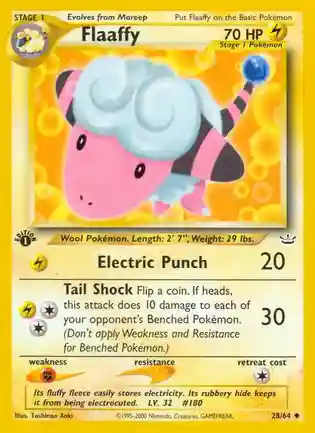 STAGE 1 Evolves from Mareep Put Flaaffy on the Basic Pokémon
Flaaffy 70 HP
Stage 1 Pokémon
EDITION
1
Wool Pokémon. Length: 2' 7", Weight: 29 lbs.
Electric Punch 20
Tail Shock Flip a coin. If heads,
this attack does 10 damage to each of
your opponent's Benched Pokémon.
(Don't apply Weakness and Resistance
for Benched Pokémon.)
30
weakness resistance retreat cost
Its fluffy fleece easily stores electricity. Its rubbery hide keeps
it from being electrocuted. LV. 32 #180
Illus. Toshinao Aoki ©1995-2000 Nintendo, Creatures, GAMEFREAK. 28/64